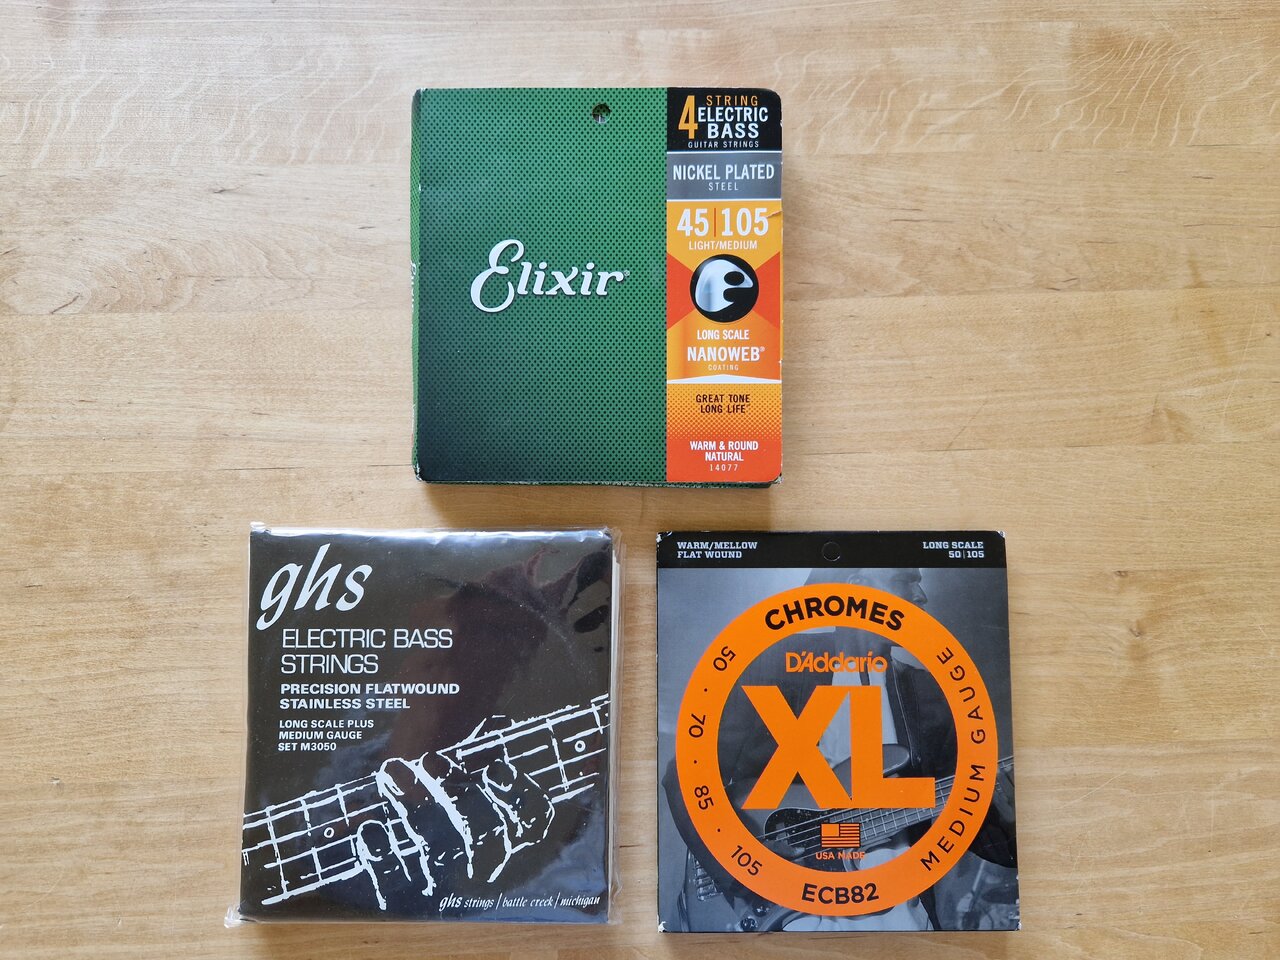 4 STRING
ELECTRIC
BASS
GUITAR STRINGS
NICKEL PLATED
STEEL
45|105
LIGHT/MEDIUM
Elixir®
LONG SCALE
NANOWEB®
COATING
GREAT TONE
LONG LIFE™
WARM & ROUND
NATURAL
14077
ghs
ELECTRIC BASS
STRINGS
PRECISION FLATWOUND
STAINLESS STEEL
LONG SCALE PLUS
MEDIUM GAUGE
SET M3050
ghs strings/battle creek/michigan
WARM/MELLOW
FLAT WOUND
LONG SCALE
50|105
CHROMES
D'Addario
XL
50 · 70 · 85 · 105
MEDIUM GAUGE
USA MADE
ECB82